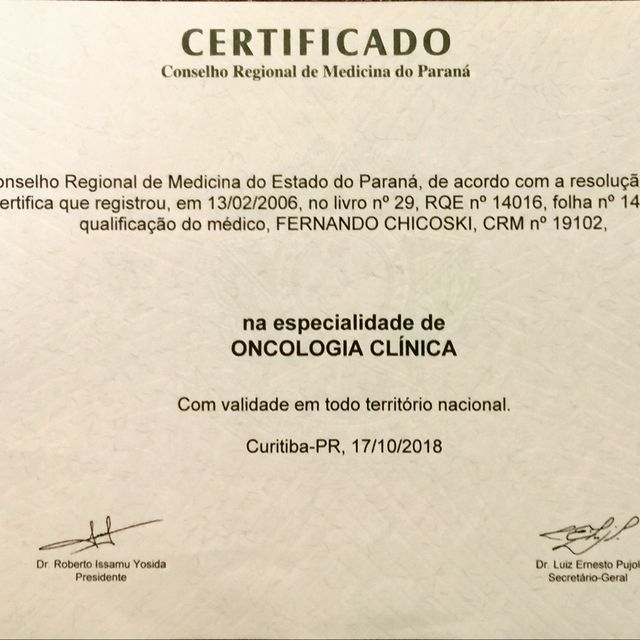 CERTIFICADO
Conselho Regional de Medicina do Paraná
onselho Regional de Medicina do Estado do Paraná, de acordo com a resoluçã
ertifica que registrou, em 13/02/2006, no livro nº 29, RQE nº 14016, folha nº 14
qualificação do médico, FERNANDO CHICOSKI, CRM nº 19102,
na especialidade de
ONCOLOGIA CLÍNICA
Com validade em todo território nacional.
Curitiba-PR, 17/10/2018
Dr. Roberto Issamu Yosida
Presidente
Dr. Luiz Ernesto Pujol
Secretário-Geral